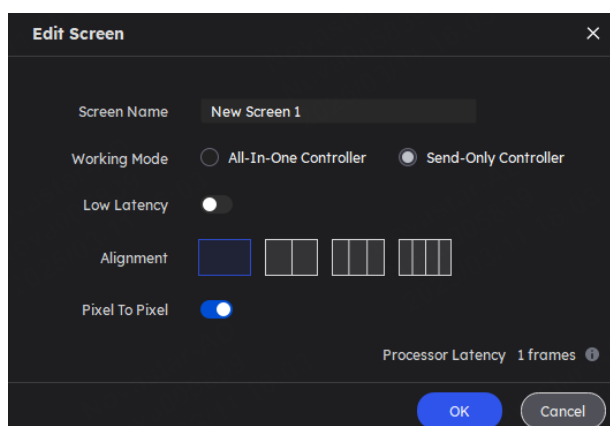 Edit Screen
Screen Name New Screen 1
Working Mode All-In-One Controller Send-Only Controller
Low Latency
Alignment
Pixel To Pixel
Processor Latency 1 frames
OK Cancel